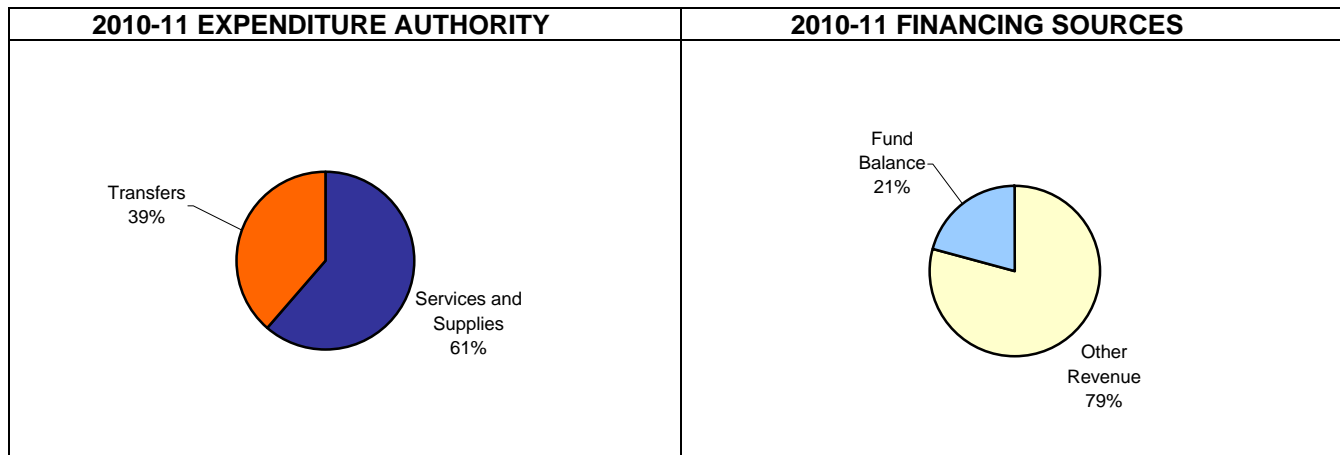 2010-11 EXPENDITURE AUTHORITY
Transfers
39%
Services and
Supplies
61%
2010-11 FINANCING SOURCES
Fund
Balance
21%
Other
Revenue
79%